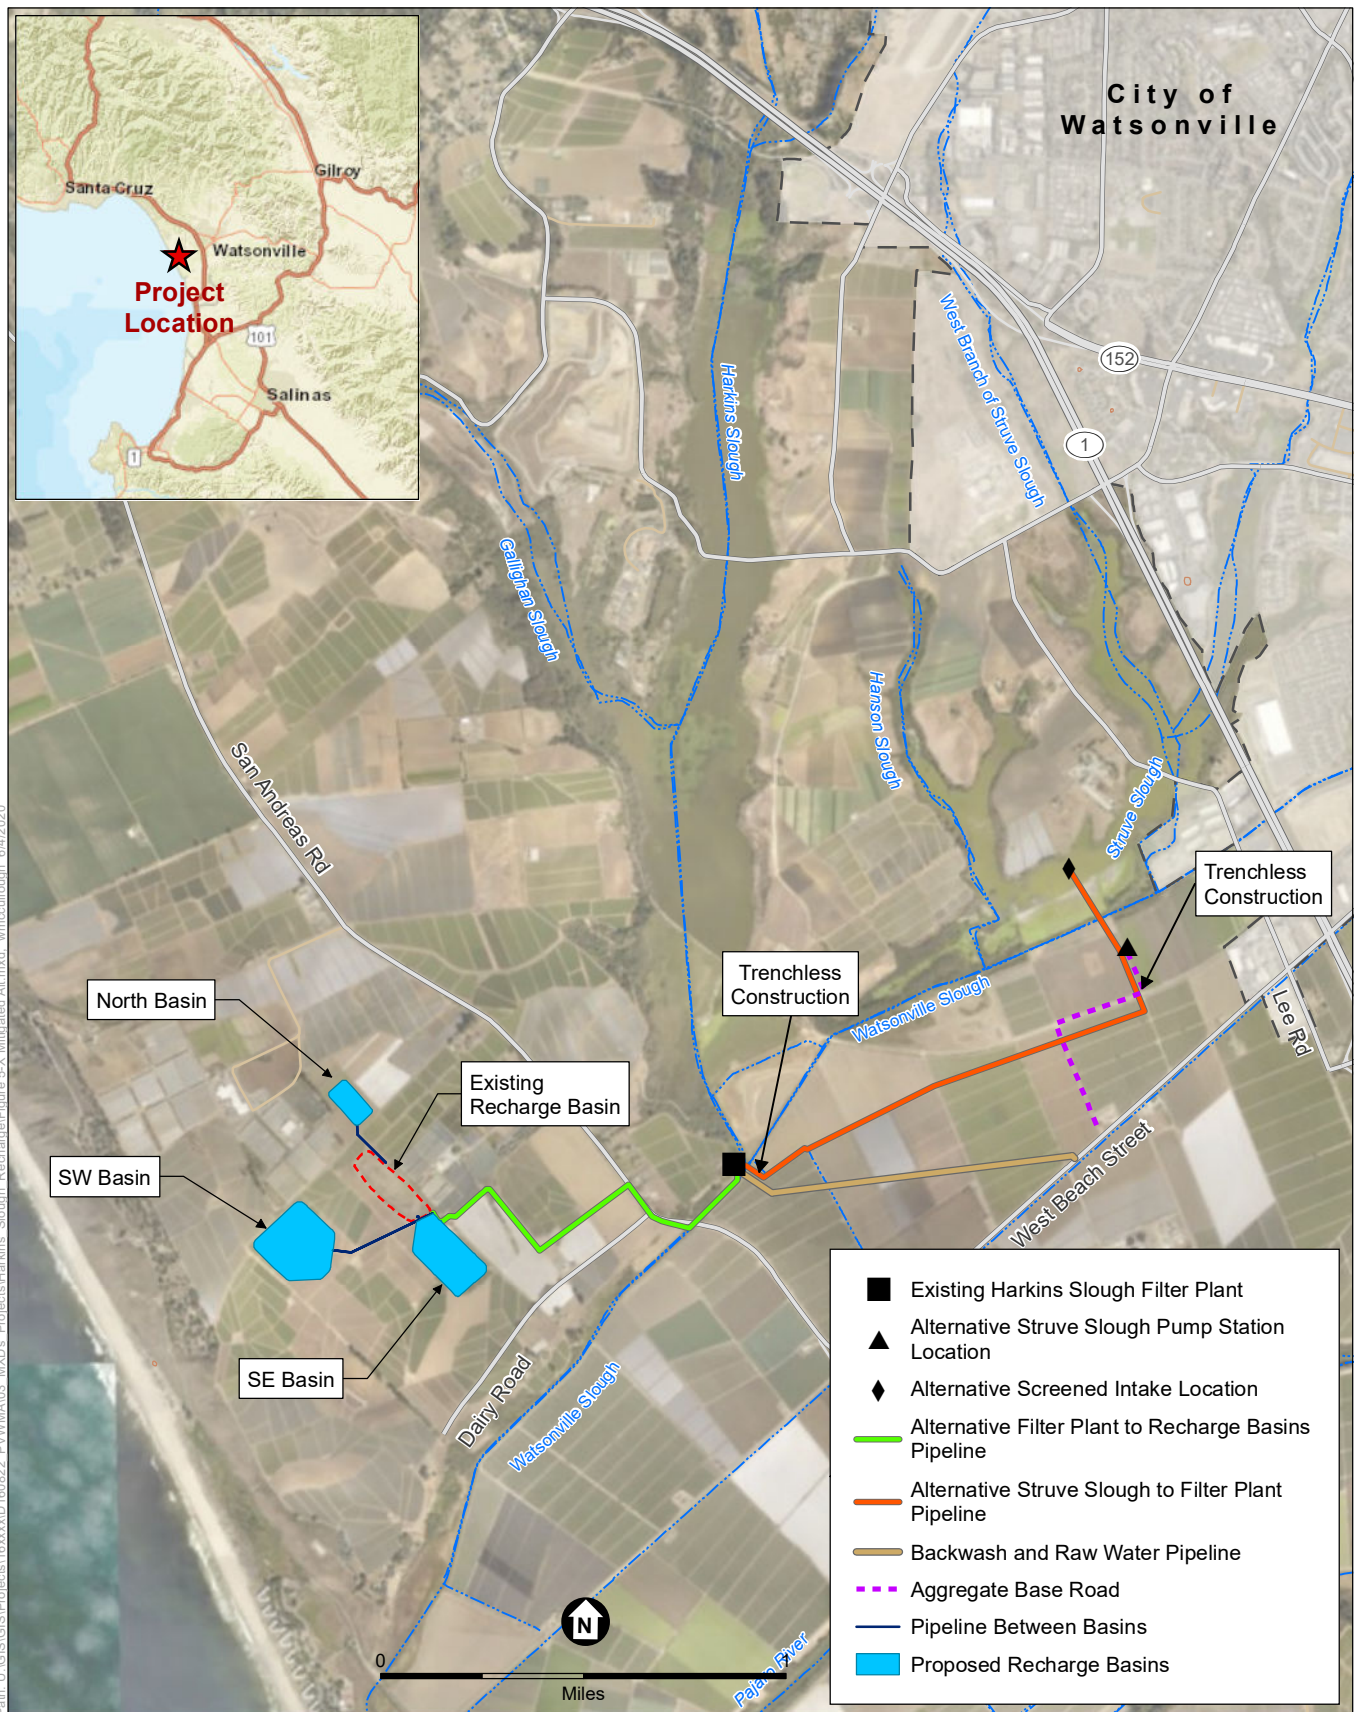 City of
Watsonville
Santa Cruz
Gilroy
Watsonville
Project
Location
101
Salinas
1
152
1
Harkins Slough
West Branch of Struve Slough
Gallighan Slough
Hanson Slough
Struve Slough
San Andreas Rd
Trenchless
Construction
Trenchless
Construction
Watsonville Slough
Lee Rd
North Basin
Existing
Recharge Basin
SW Basin
West Beach Street
SE Basin
Dairy Road
Watsonville Slough
Pajaro River
N
0
1
Miles
Existing Harkins Slough Filter Plant
Alternative Struve Slough Pump Station
Location
Alternative Screened Intake Location
Alternative Filter Plant to Recharge Basins
Pipeline
Alternative Struve Slough to Filter Plant
Pipeline
Backwash and Raw Water Pipeline
Aggregate Base Road
Pipeline Between Basins
Proposed Recharge Basins